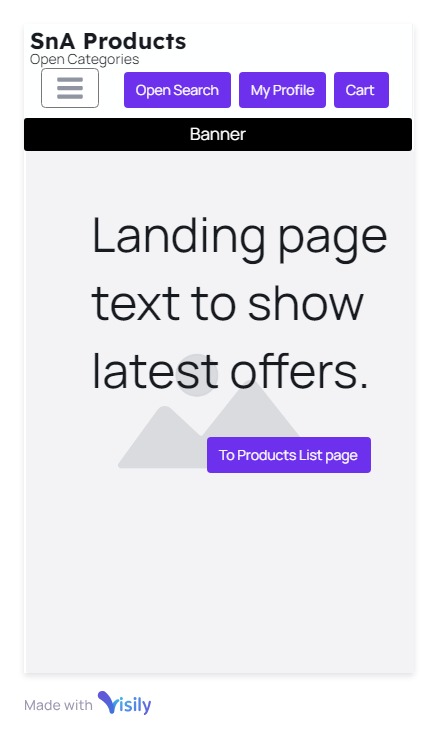 SnA Products
Open Categories
Open Search My Profile Cart
Banner
Landing page
text to show
latest offers.
To Products List page
Made with Visily